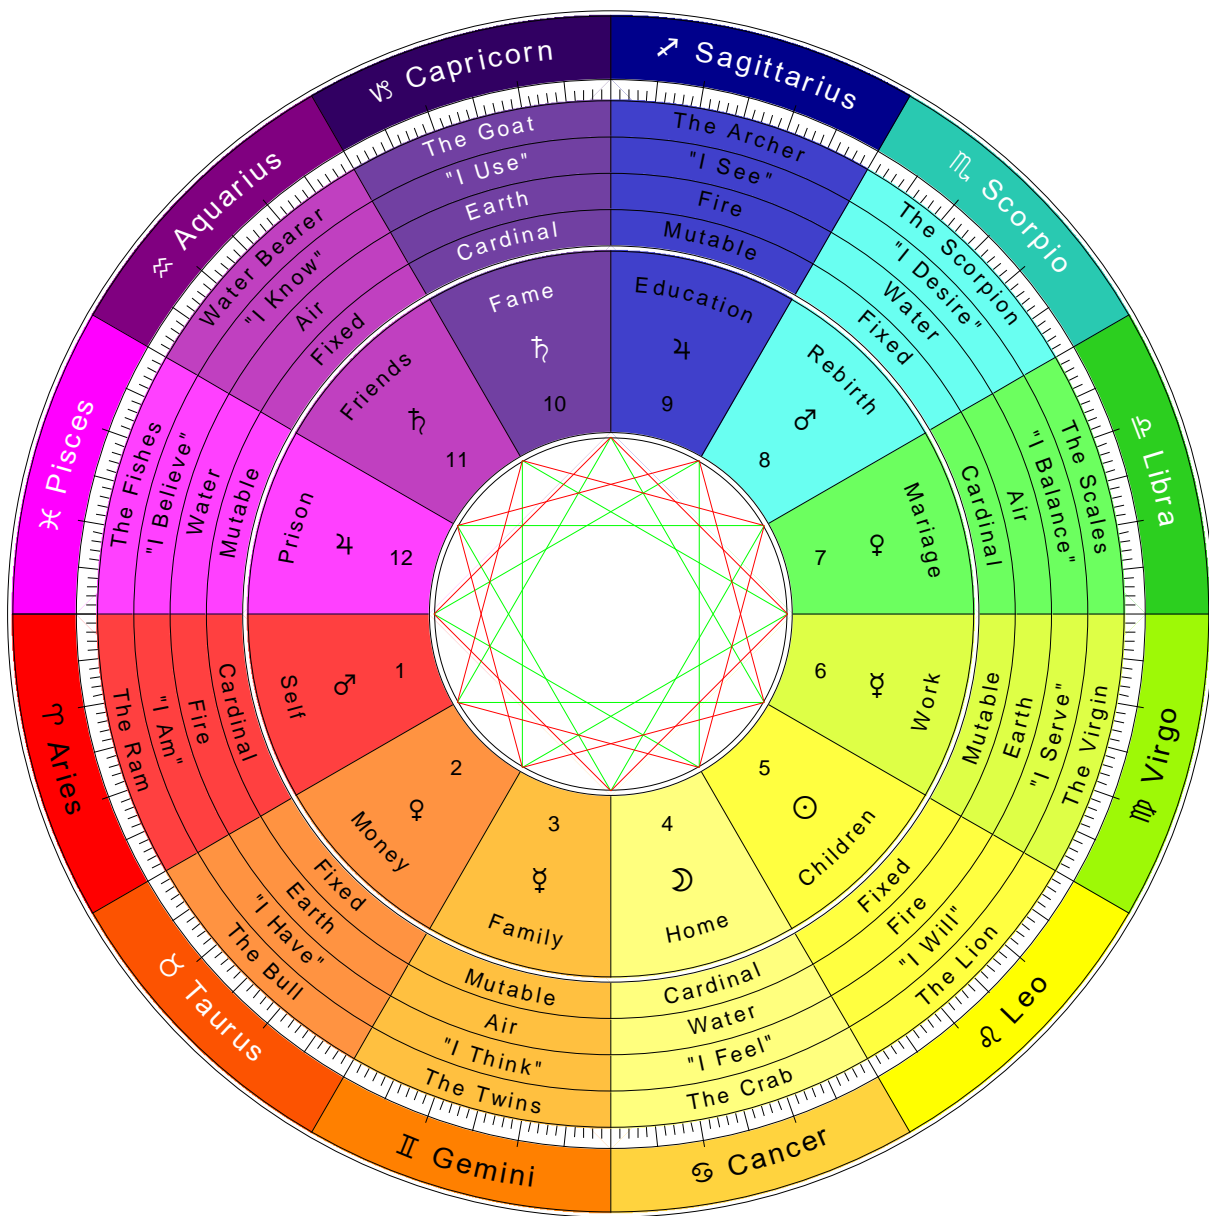 ♈ Aries
The Ram
"I Am"
Fire
Cardinal
Self
♂
1
♉ Taurus
The Bull
"I Have"
Earth
Fixed
Money
♀
2
♊ Gemini
The Twins
"I Think"
Air
Mutable
Family
☿
3
♋ Cancer
The Crab
"I Feel"
Water
Cardinal
Home
☽
4
♌ Leo
The Lion
"I Will"
Fire
Fixed
Children
☉
5
♍ Virgo
The Virgin
"I Serve"
Earth
Mutable
Work
☿
6
♎ Libra
The Scales
"I Balance"
Air
Cardinal
Mariage
♀
7
♏ Scorpio
The Scorpion
"I Desire"
Water
Fixed
Rebirth
♂
8
♐ Sagittarius
The Archer
"I See"
Fire
Mutable
Education
♃
9
♑ Capricorn
The Goat
"I Use"
Earth
Cardinal
Fame
♄
10
♒ Aquarius
Water Bearer
"I Know"
Air
Fixed
Friends
♄
11
♓ Pisces
The Fishes
"I Believe"
Water
Mutable
Prison
♃
12